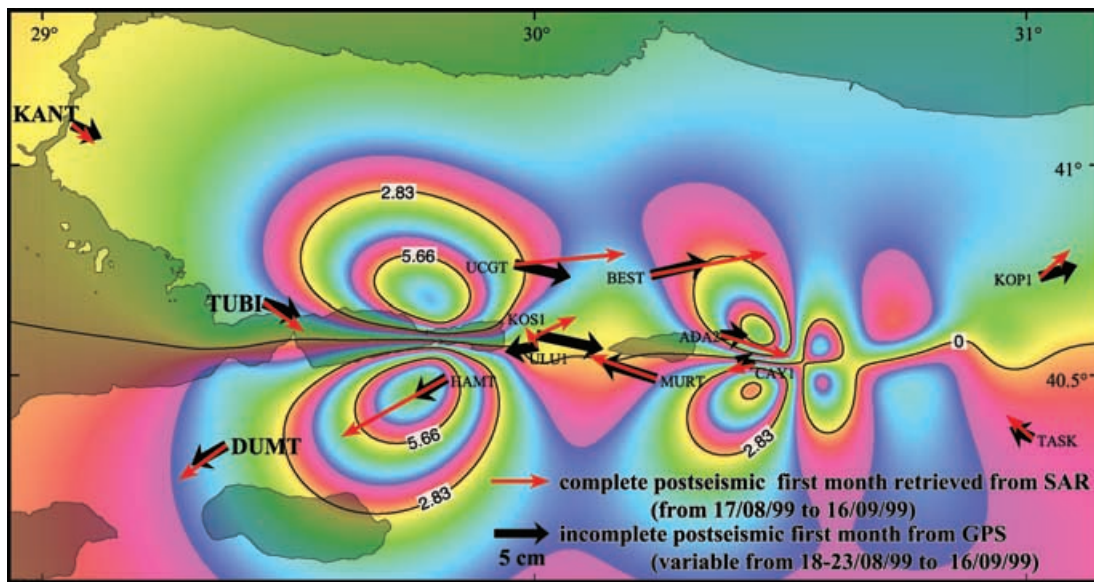 29° 30° 31°
KANT
41°
2.83
5.66
UCGT
BEST
KOP1
TUBI
KOS1
ADA2
0
ULU1
HAMT
MURT
CAX1
40.5°
5.66
2.83
DUMT
2.83
TASK
complete postseismic first month retrieved from SAR
(from 17/08/99 to 16/09/99)
incomplete postseismic first month from GPS
5 cm (variable from 18-23/08/99 to 16/09/99)